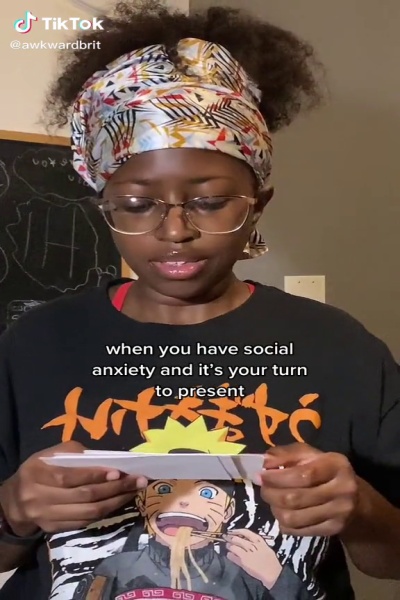 TikTok
@awkwardbrit
when you have social
anxiety and it's your turn
to present